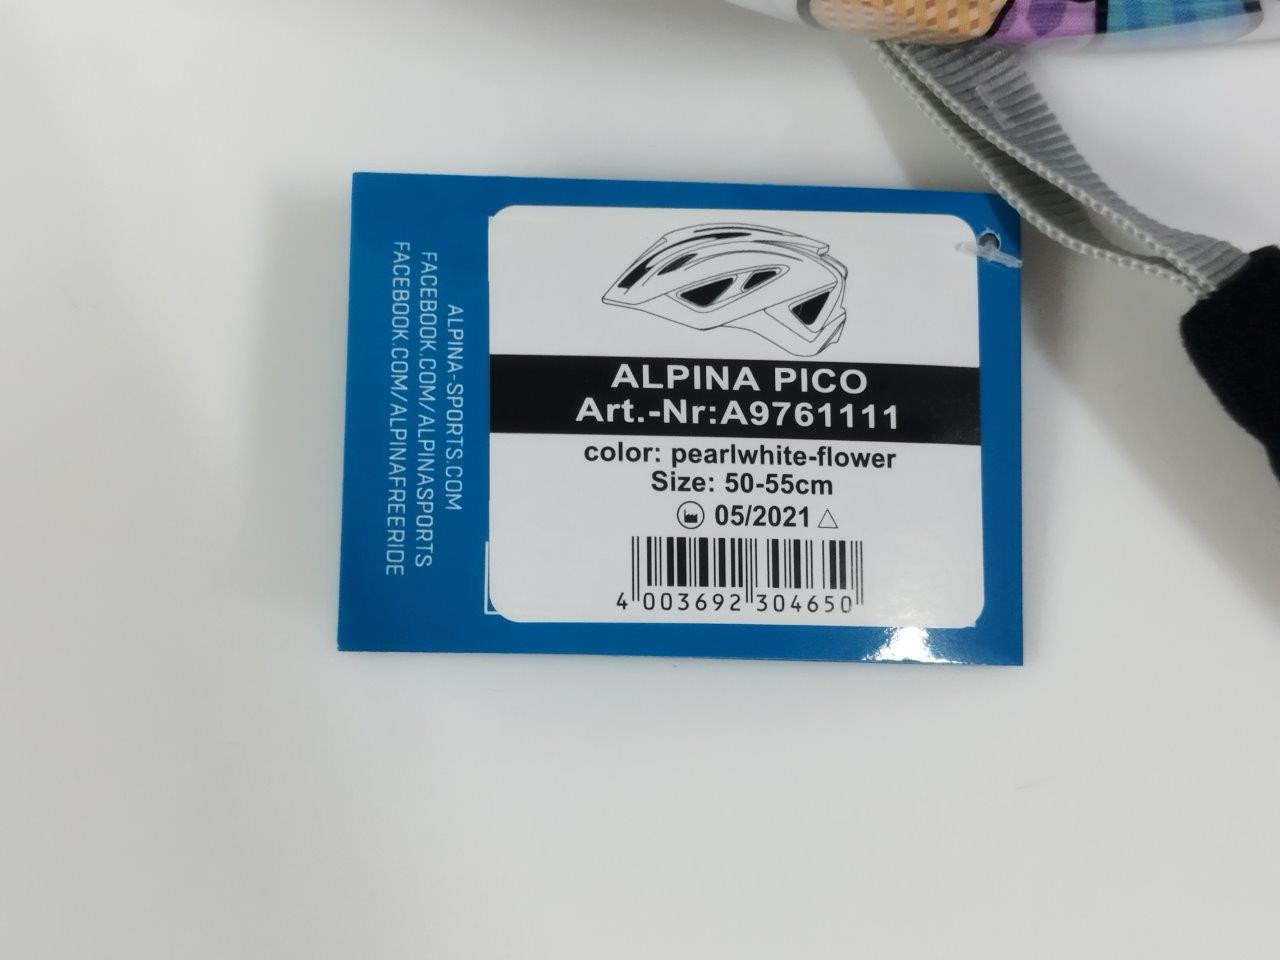 ALPINA-SPORTS.COM
FACEBOOK.COM/ALPINASPORTS
FACEBOOK.COM/ALPINAFREERIDE
ALPINA PICO
Art.-Nr:A9761111
color: pearlwhite-flower
Size: 50-55cm
05/2021
4 003692 304650